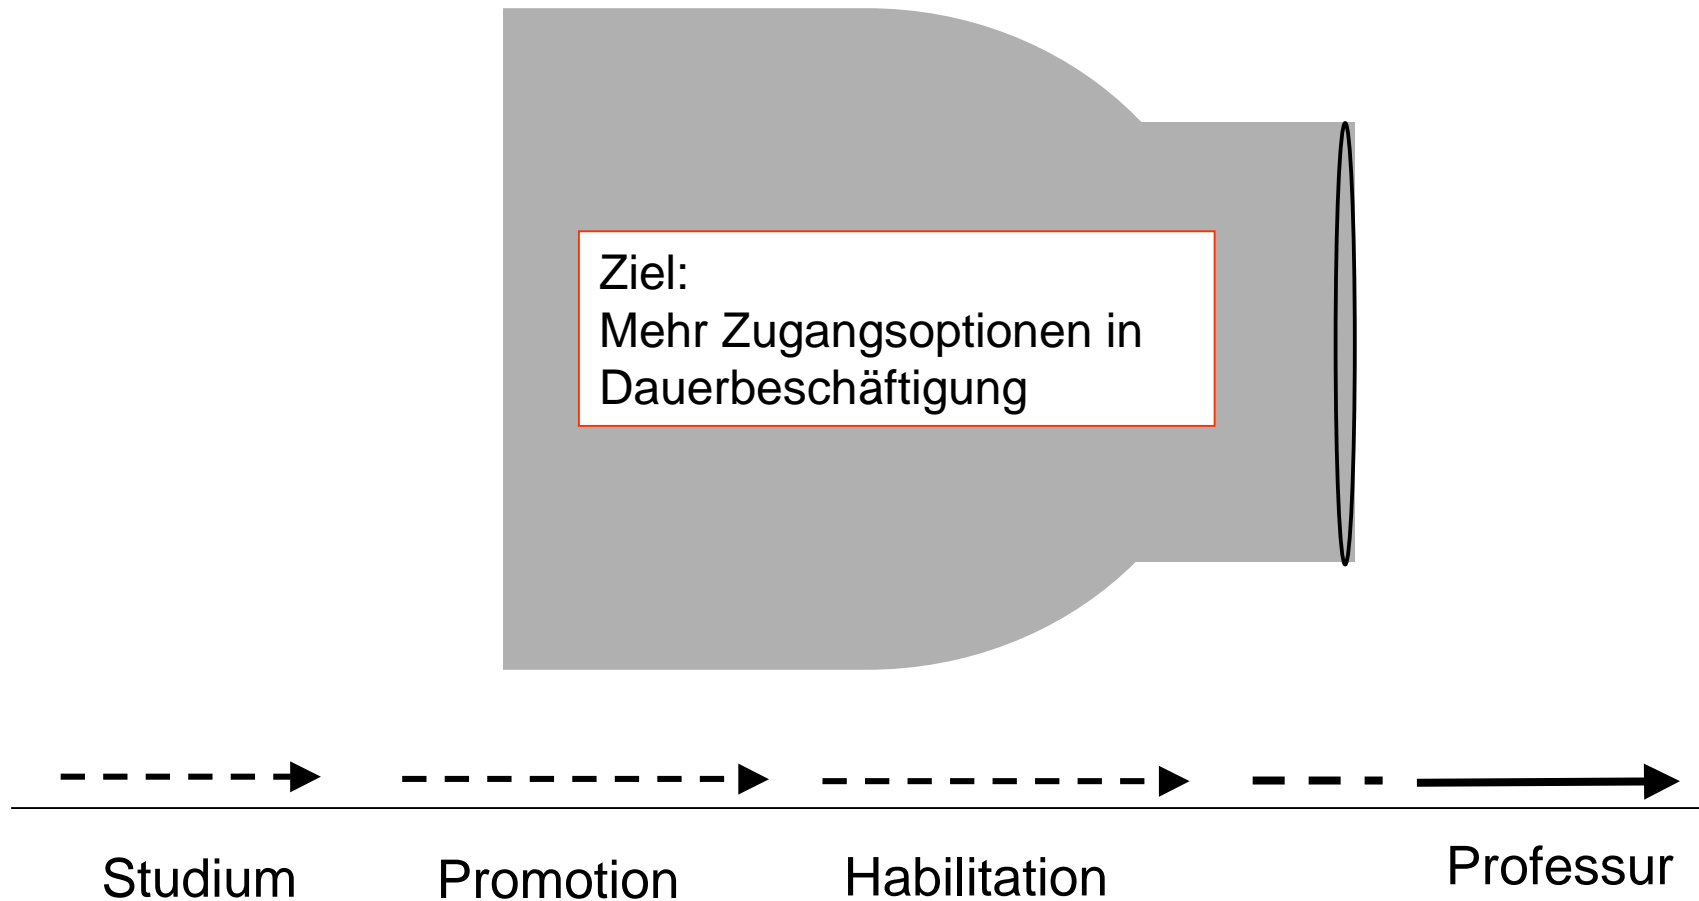 Ziel:
Mehr Zugangsoptionen in
Dauerbeschäftigung
Studium
Promotion
Habilitation
Professur